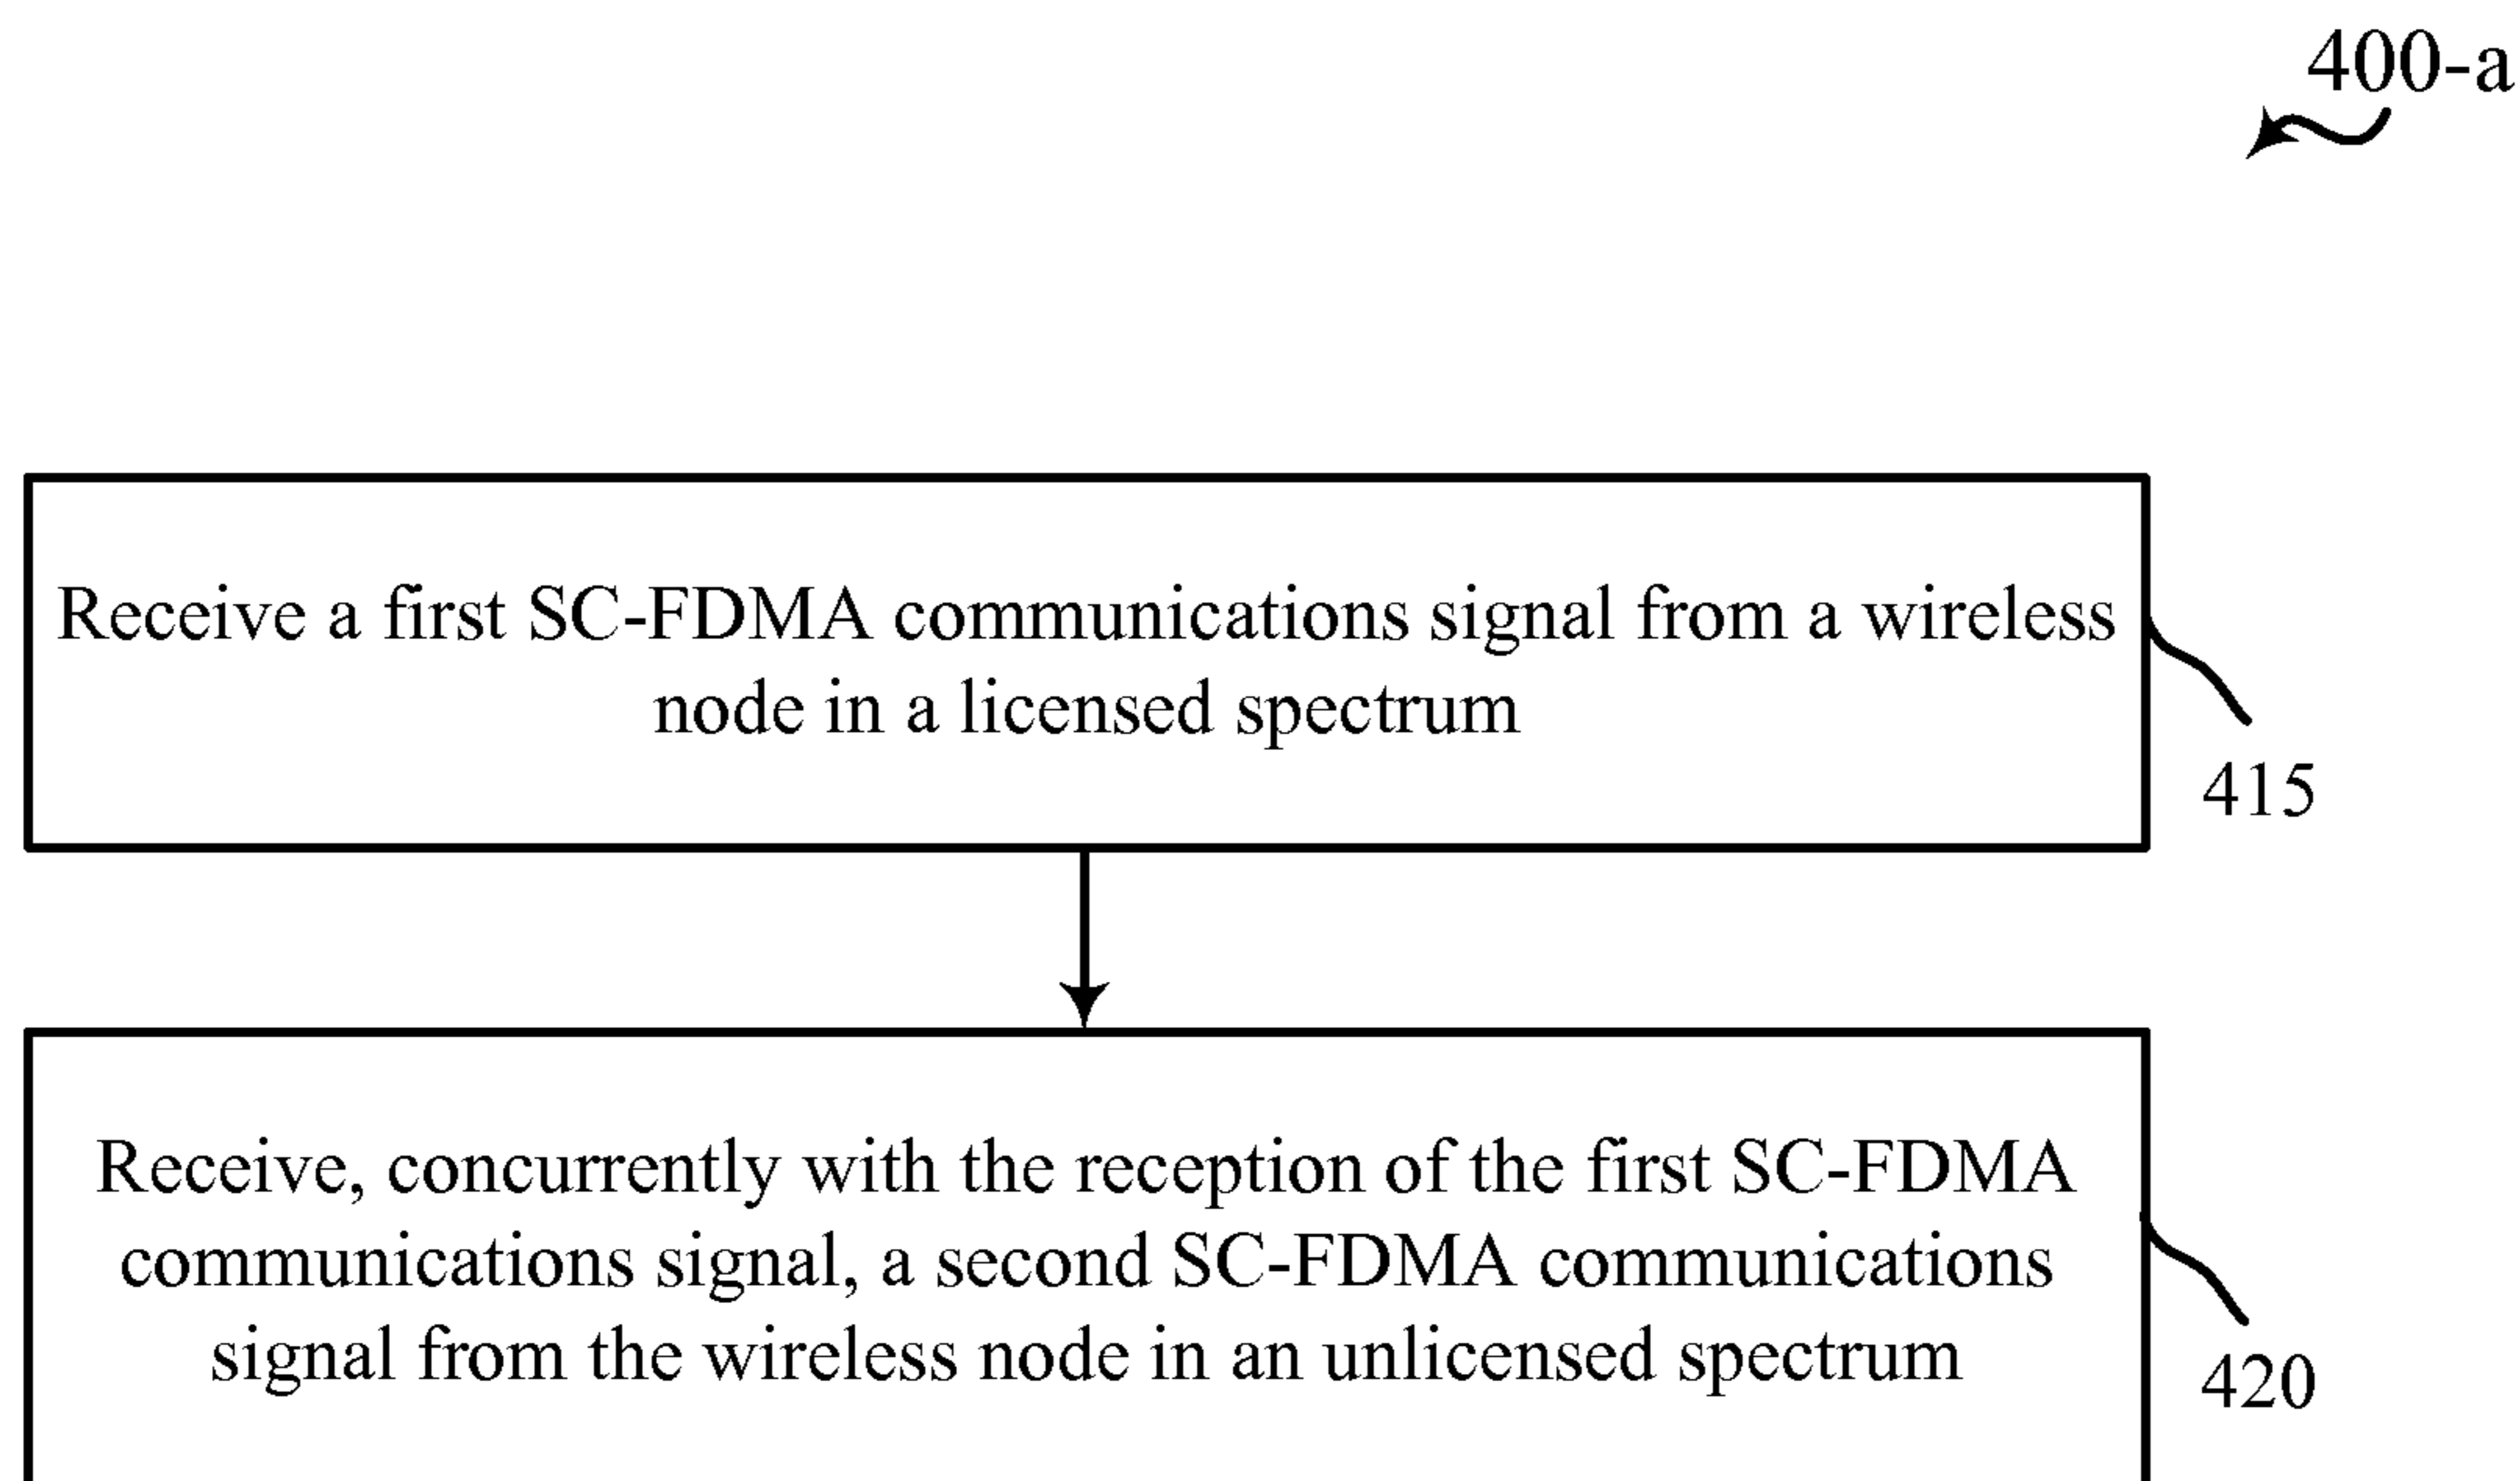 400-a
Receive a first SC-FDMA communications signal from a wireless
node in a licensed spectrum
415
Receive, concurrently with the reception of the first SC-FDMA
communications signal, a second SC-FDMA communications
signal from the wireless node in an unlicensed spectrum
420